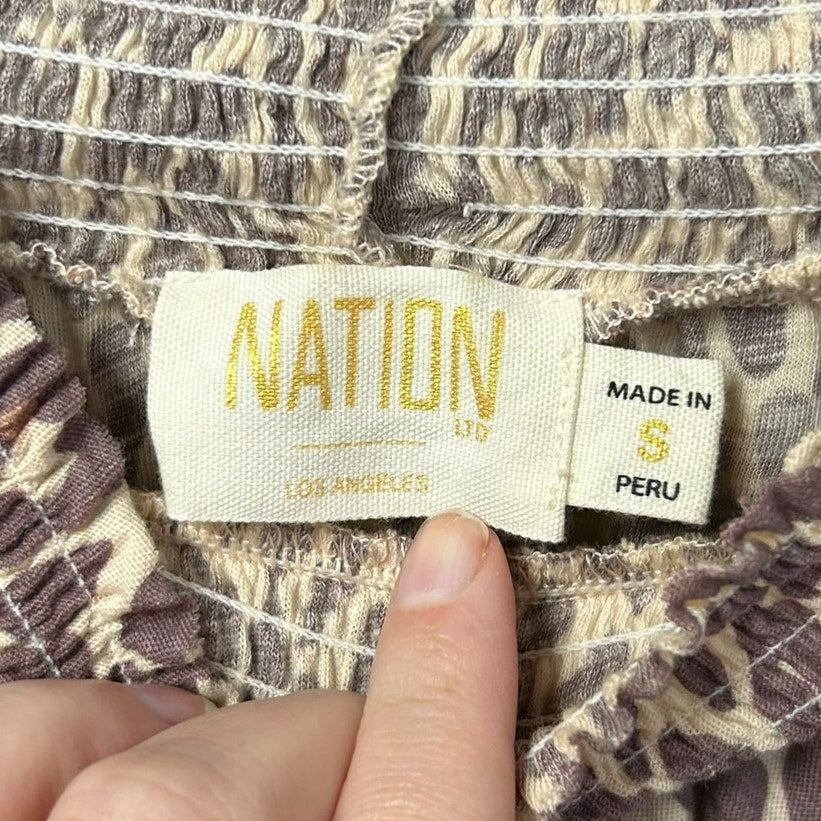 NATION
LTD
LOS ANGELES
MADE IN
S
PERU